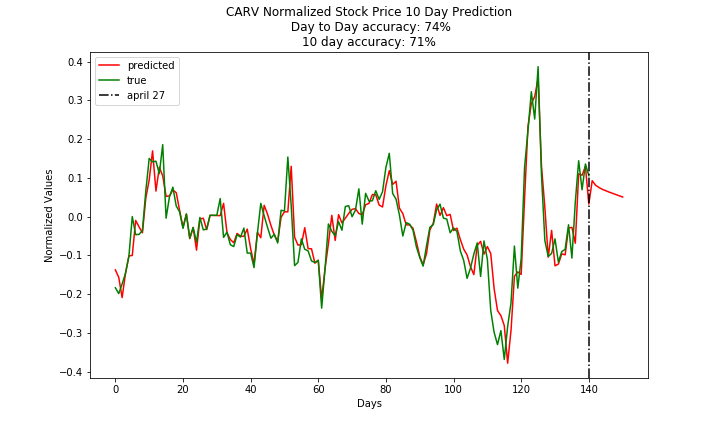 CARV Normalized Stock Price 10 Day Prediction
Day to Day accuracy: 74%
10 day accuracy: 71%
predicted
true
april 27
0.4
0.3
0.2
0.1
0.0
−0.1
−0.2
−0.3
−0.4
Normalized Values
0
20
40
60
80
100
120
140
Days